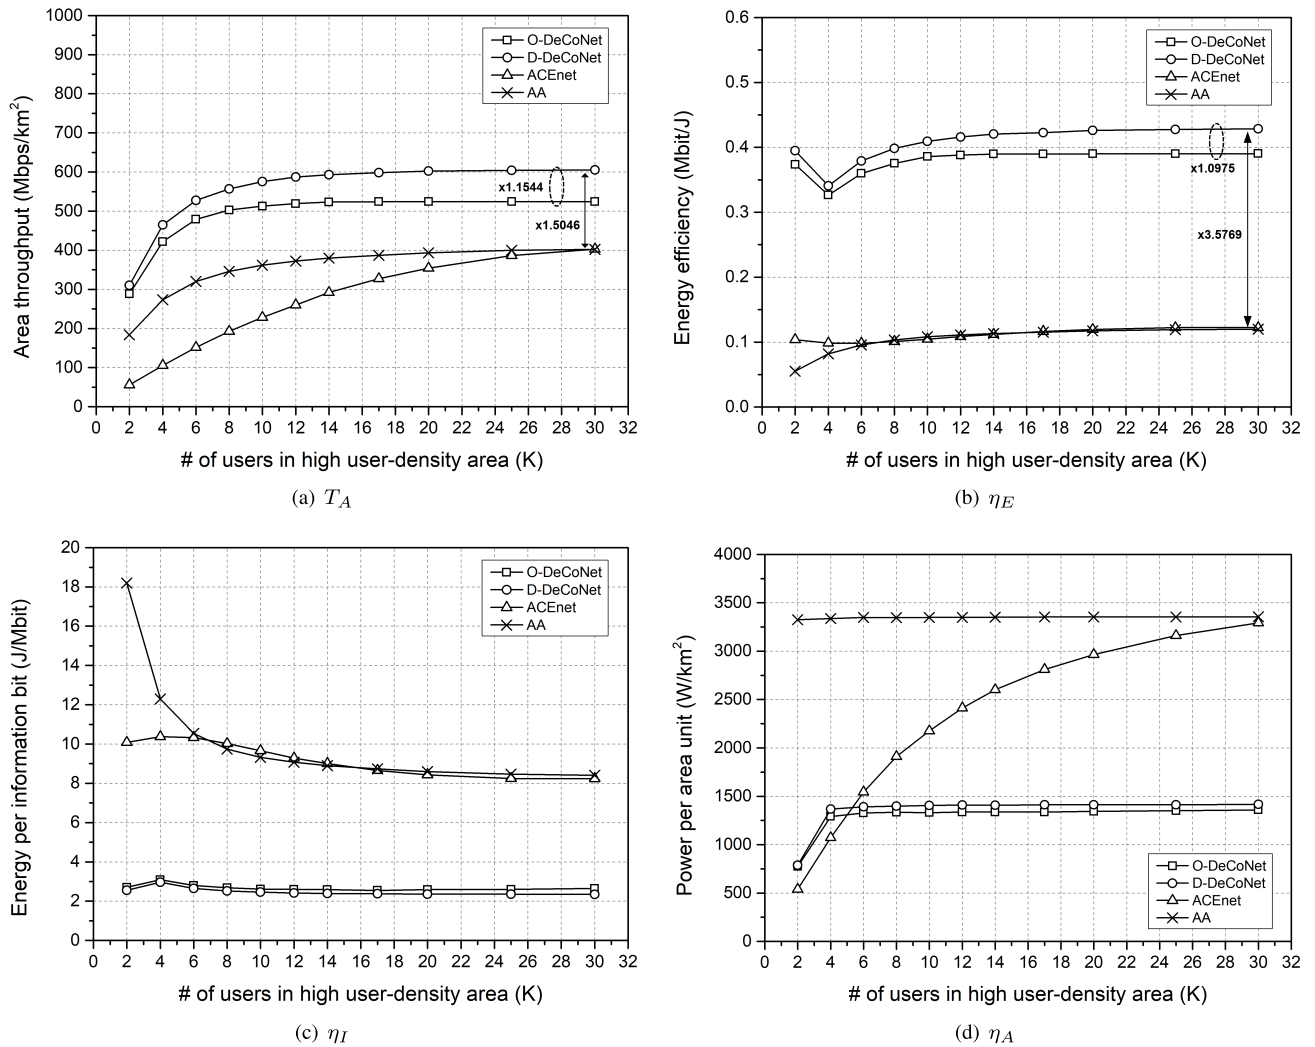 1000
900
800
700
600
500
400
300
200
100
0
Area throughput (Mbps/km²)
O-DeCoNet
D-DeCoNet
ACEnet
AA
x1.1544
x1.5046
0 2 4 6 8 10 12 14 16 18 20 22 24 26 28 30 32
# of users in high user-density area (K)
(a) T_A
0.6
0.5
0.4
0.3
0.2
0.1
0.0
Energy efficiency (Mbit/J)
O-DeCoNet
D-DeCoNet
ACEnet
AA
x1.0975
x3.5769
0 2 4 6 8 10 12 14 16 18 20 22 24 26 28 30 32
# of users in high user-density area (K)
(b) η_E
20
18
16
14
12
10
8
6
4
2
0
Energy per information bit (J/Mbit)
O-DeCoNet
D-DeCoNet
ACEnet
AA
0 2 4 6 8 10 12 14 16 18 20 22 24 26 28 30 32
# of users in high user-density area (K)
(c) η_I
4000
3500
3000
2500
2000
1500
1000
500
0
Power per area unit (W/km²)
O-DeCoNet
D-DeCoNet
ACEnet
AA
0 2 4 6 8 10 12 14 16 18 20 22 24 26 28 30 32
# of users in high user-density area (K)
(d) η_A